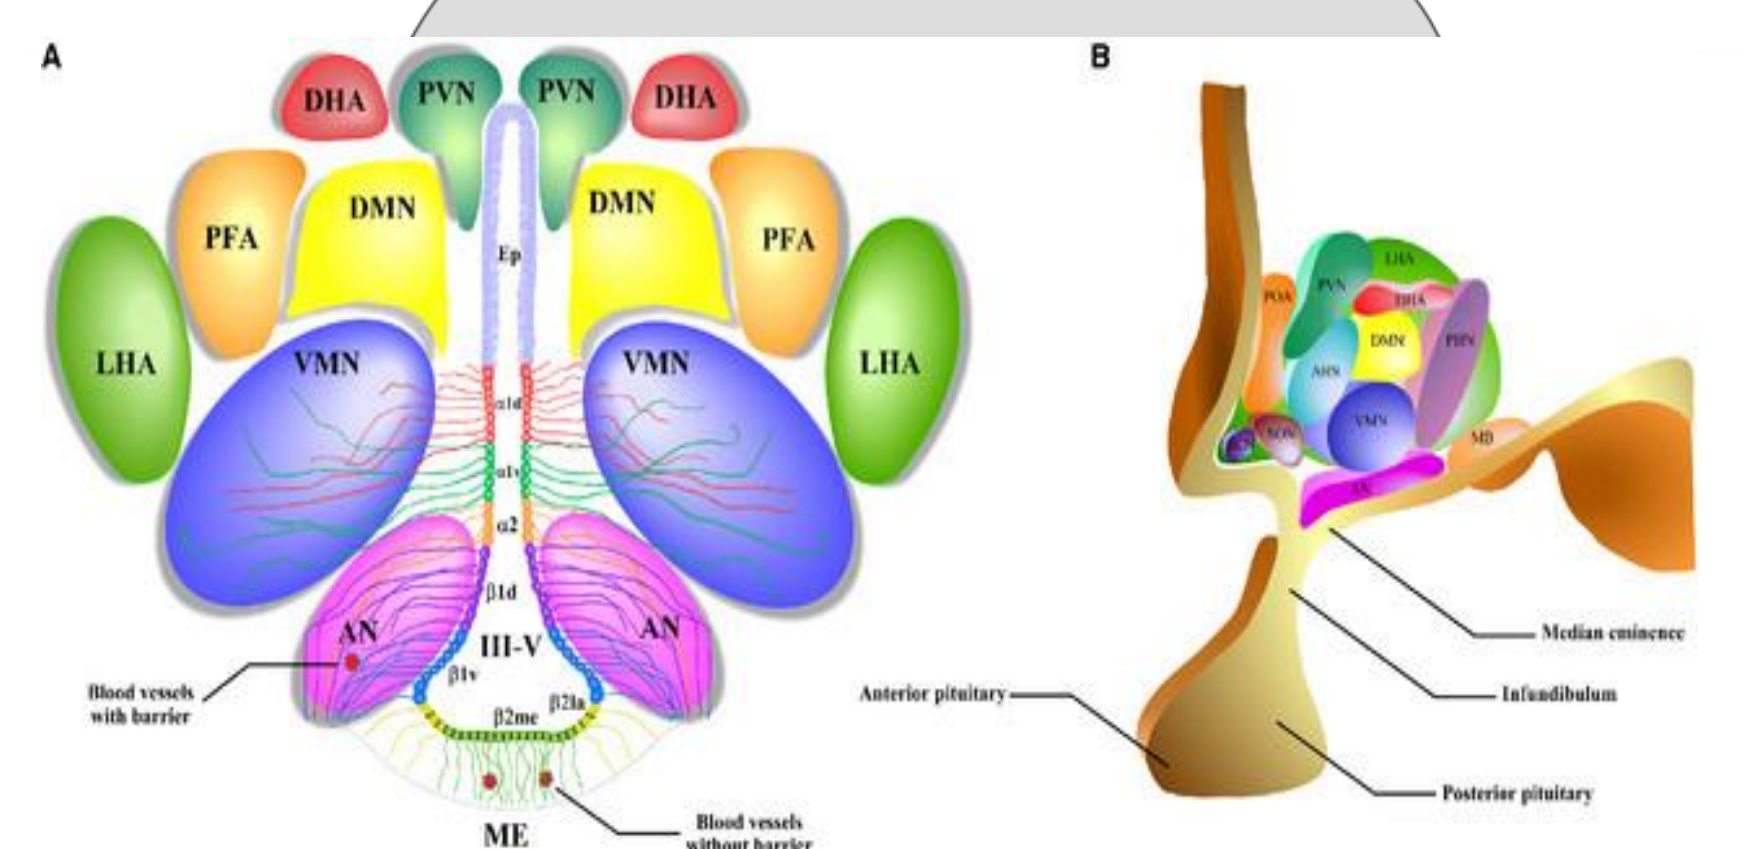 A
DHA
PVN
PVN
DHA
PFA
DMN
DMN
PFA
Ep
LHA
VMN
VMN
LHA
α1d
α1v
α2
β1d
AN
AN
III-V
β1v
β2la
β2me
Blood vessels
with barrier
ME
Blood vessels
without barrier
B
LHA
PVN
POA
DHA
DMN
PHN
AHN
VMN
SON
MB
AN
Median eminence
Infundibulum
Anterior pituitary
Posterior pituitary